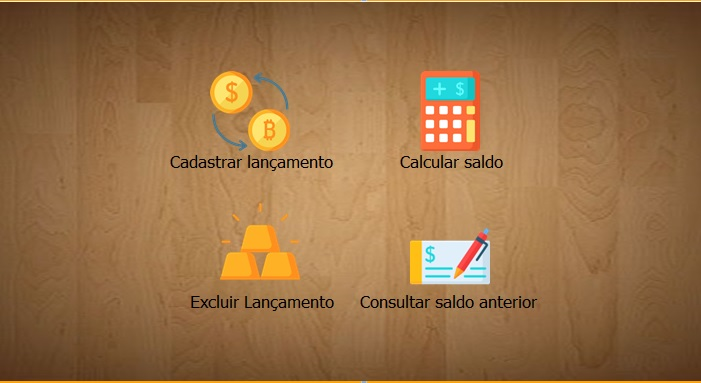 $
₿
+ $
Cadastrar lançamento
Calcular saldo
$
Excluir Lançamento
Consultar saldo anterior